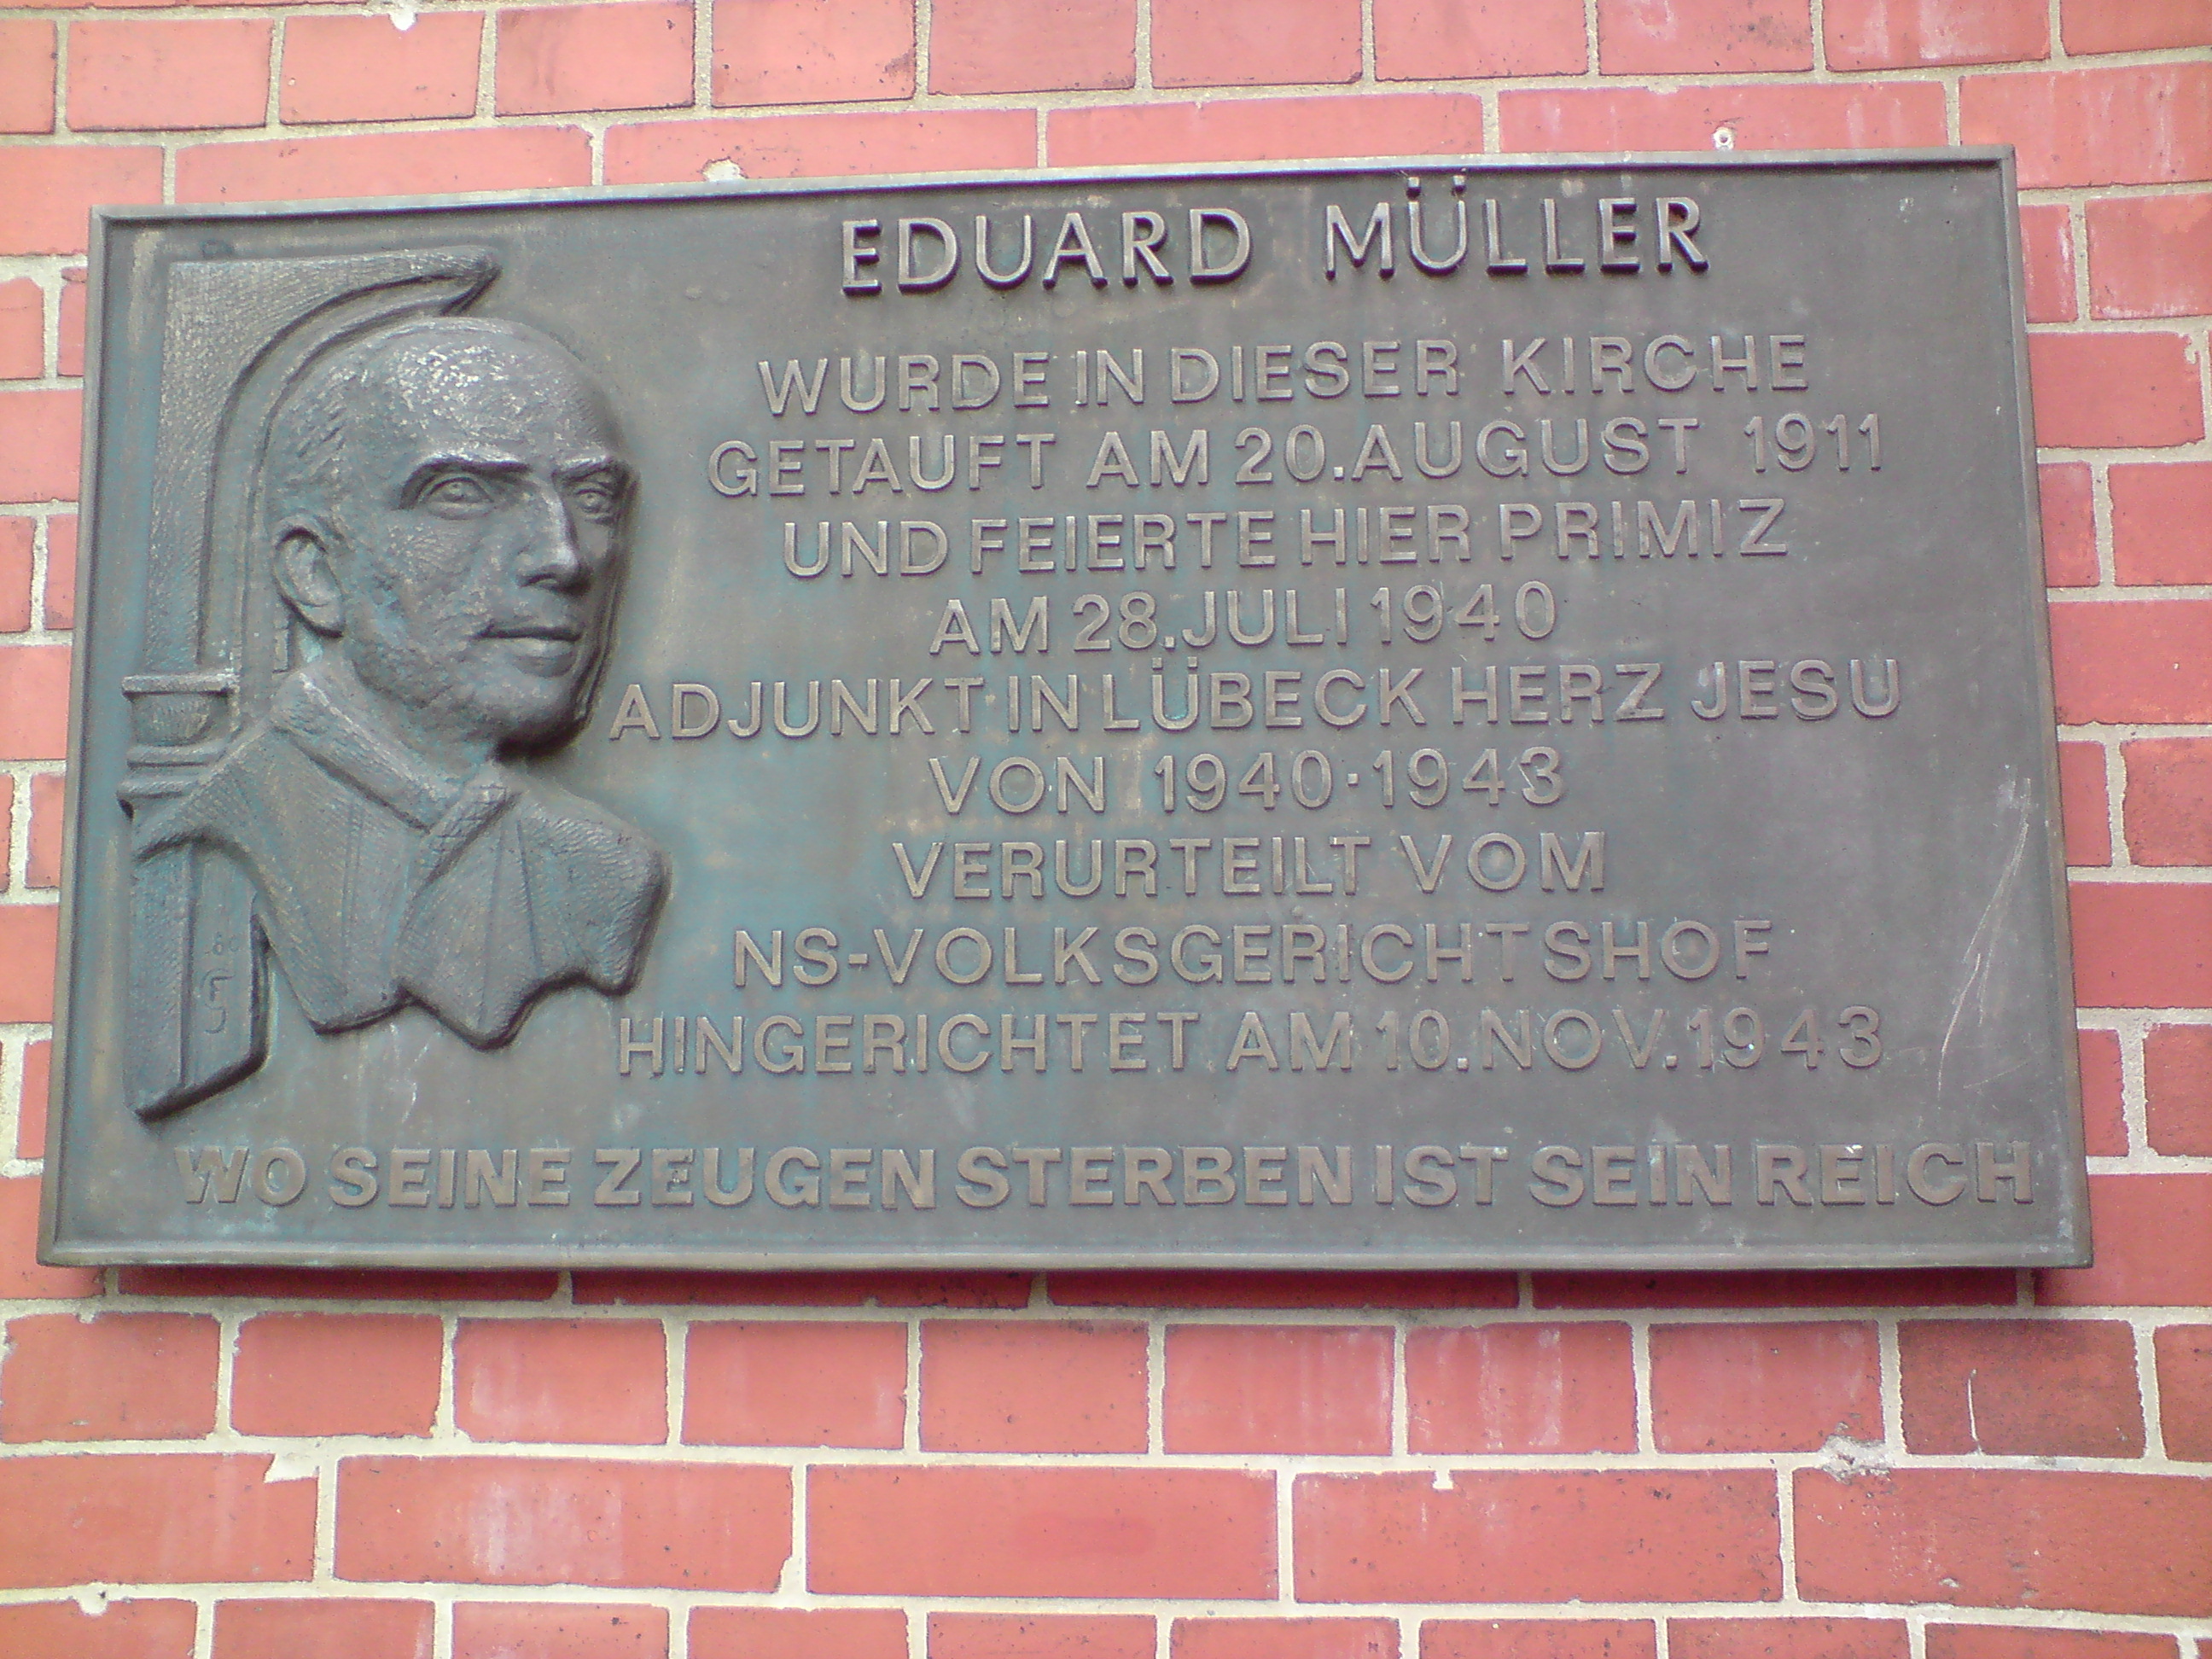 EDUARD MÜLLER
WURDE IN DIESER KIRCHE
GETAUFT AM 20.AUGUST 1911
UND FEIERTE HIER PRIMIZ
AM 28.JULI 1940
ADJUNKT IN LÜBECK HERZ JESU
VON 1940·1943
VERURTEILT VOM
NS-VOLKSGERICHTSHOF
HINGERICHTET AM 10.NOV.1943
WO SEINE ZEUGEN STERBEN IST SEIN REICH